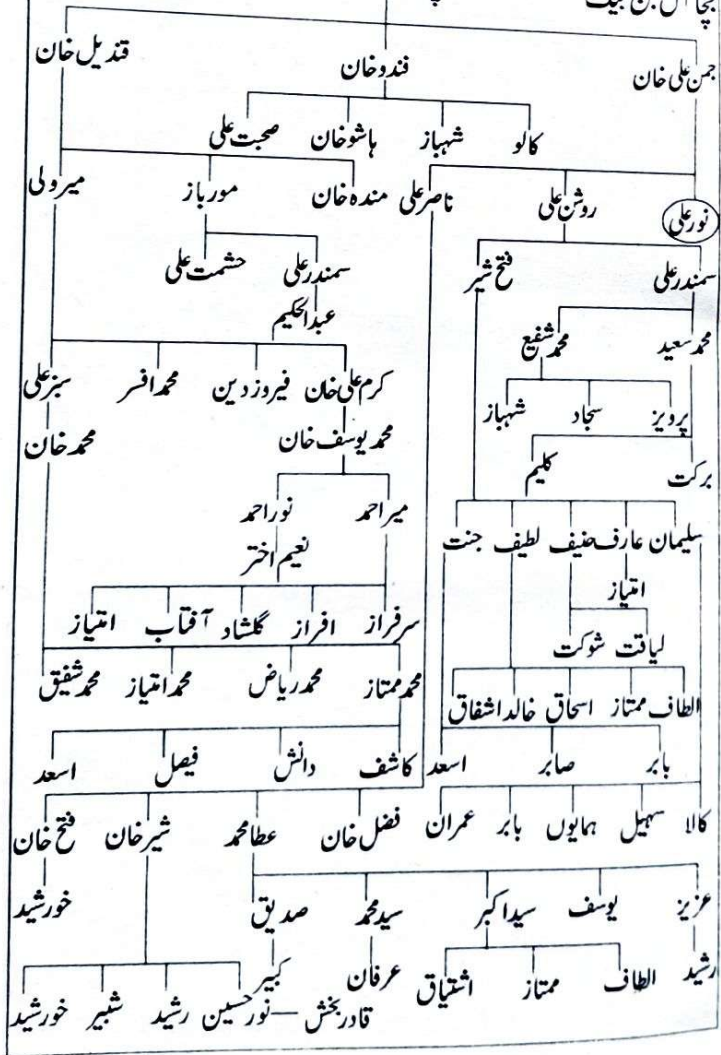 جمن علی خان فندو خان قندیل خان
کالو شہباز ہاشو خان صحبت علی
نور علی روشن علی ناصر علی مندہ خان مورباز میر ولی
سمندر علی فتح شیر سمندر علی حشمت علی
عبدالحکیم
محمد سعید محمد شفیع
کرم علی خان فیروز دین محمد افسر سبز علی
پرویز سجاد شہباز
محمد یوسف خان محمد خان
برکت کلیم
میر احمد نور احمد
سلیمان عارف حنیف لطیف جنت
نعیم اختر
امتیاز
سرفراز افراز گلشاد آفتاب امتیاز
لیاقت شوکت
محمد ممتاز محمد ریاض محمد امتیاز محمد شفیق
الطاف ممتاز اسحاق خالد اشفاق
بابر صابر اسعد کاشف دانش فیصل اسعد
کالا سہیل ہمایوں بابر عمران فضل خان عطا محمد شیر خان فتح خان
عزیز یوسف سید اکبر سید محمد صدیق خورشید
رشید الطاف ممتاز اشتیاق عرفان کبیر
قادر بخش — نور حسین رشید شبیر خورشید